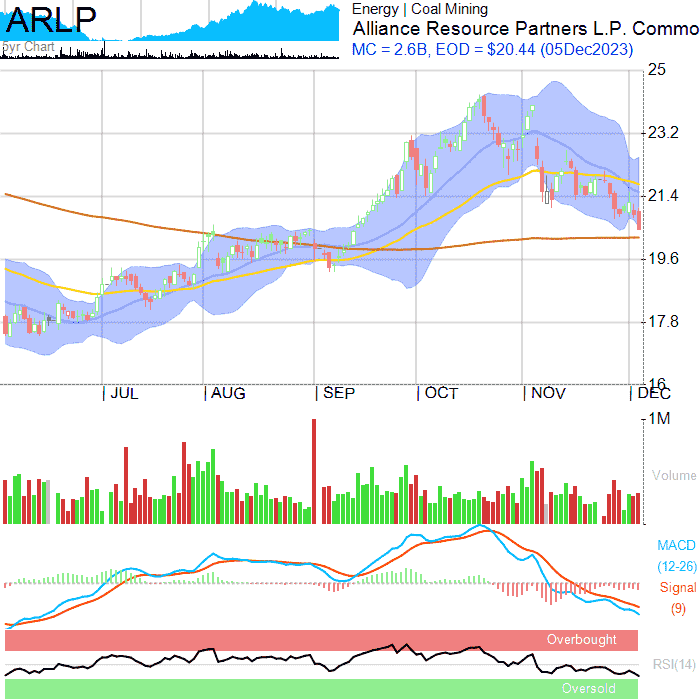 ARLP
5yr Chart
Energy | Coal Mining
Alliance Resource Partners L.P. Commo
MC = 2.6B, EOD = $20.44 (05Dec2023)
25
23.2
21.4
19.6
17.8
16
JUL AUG SEP OCT NOV DEC
1M
Volume
MACD
(12-26)
Signal
(9)
Overbought
RSI(14)
Oversold